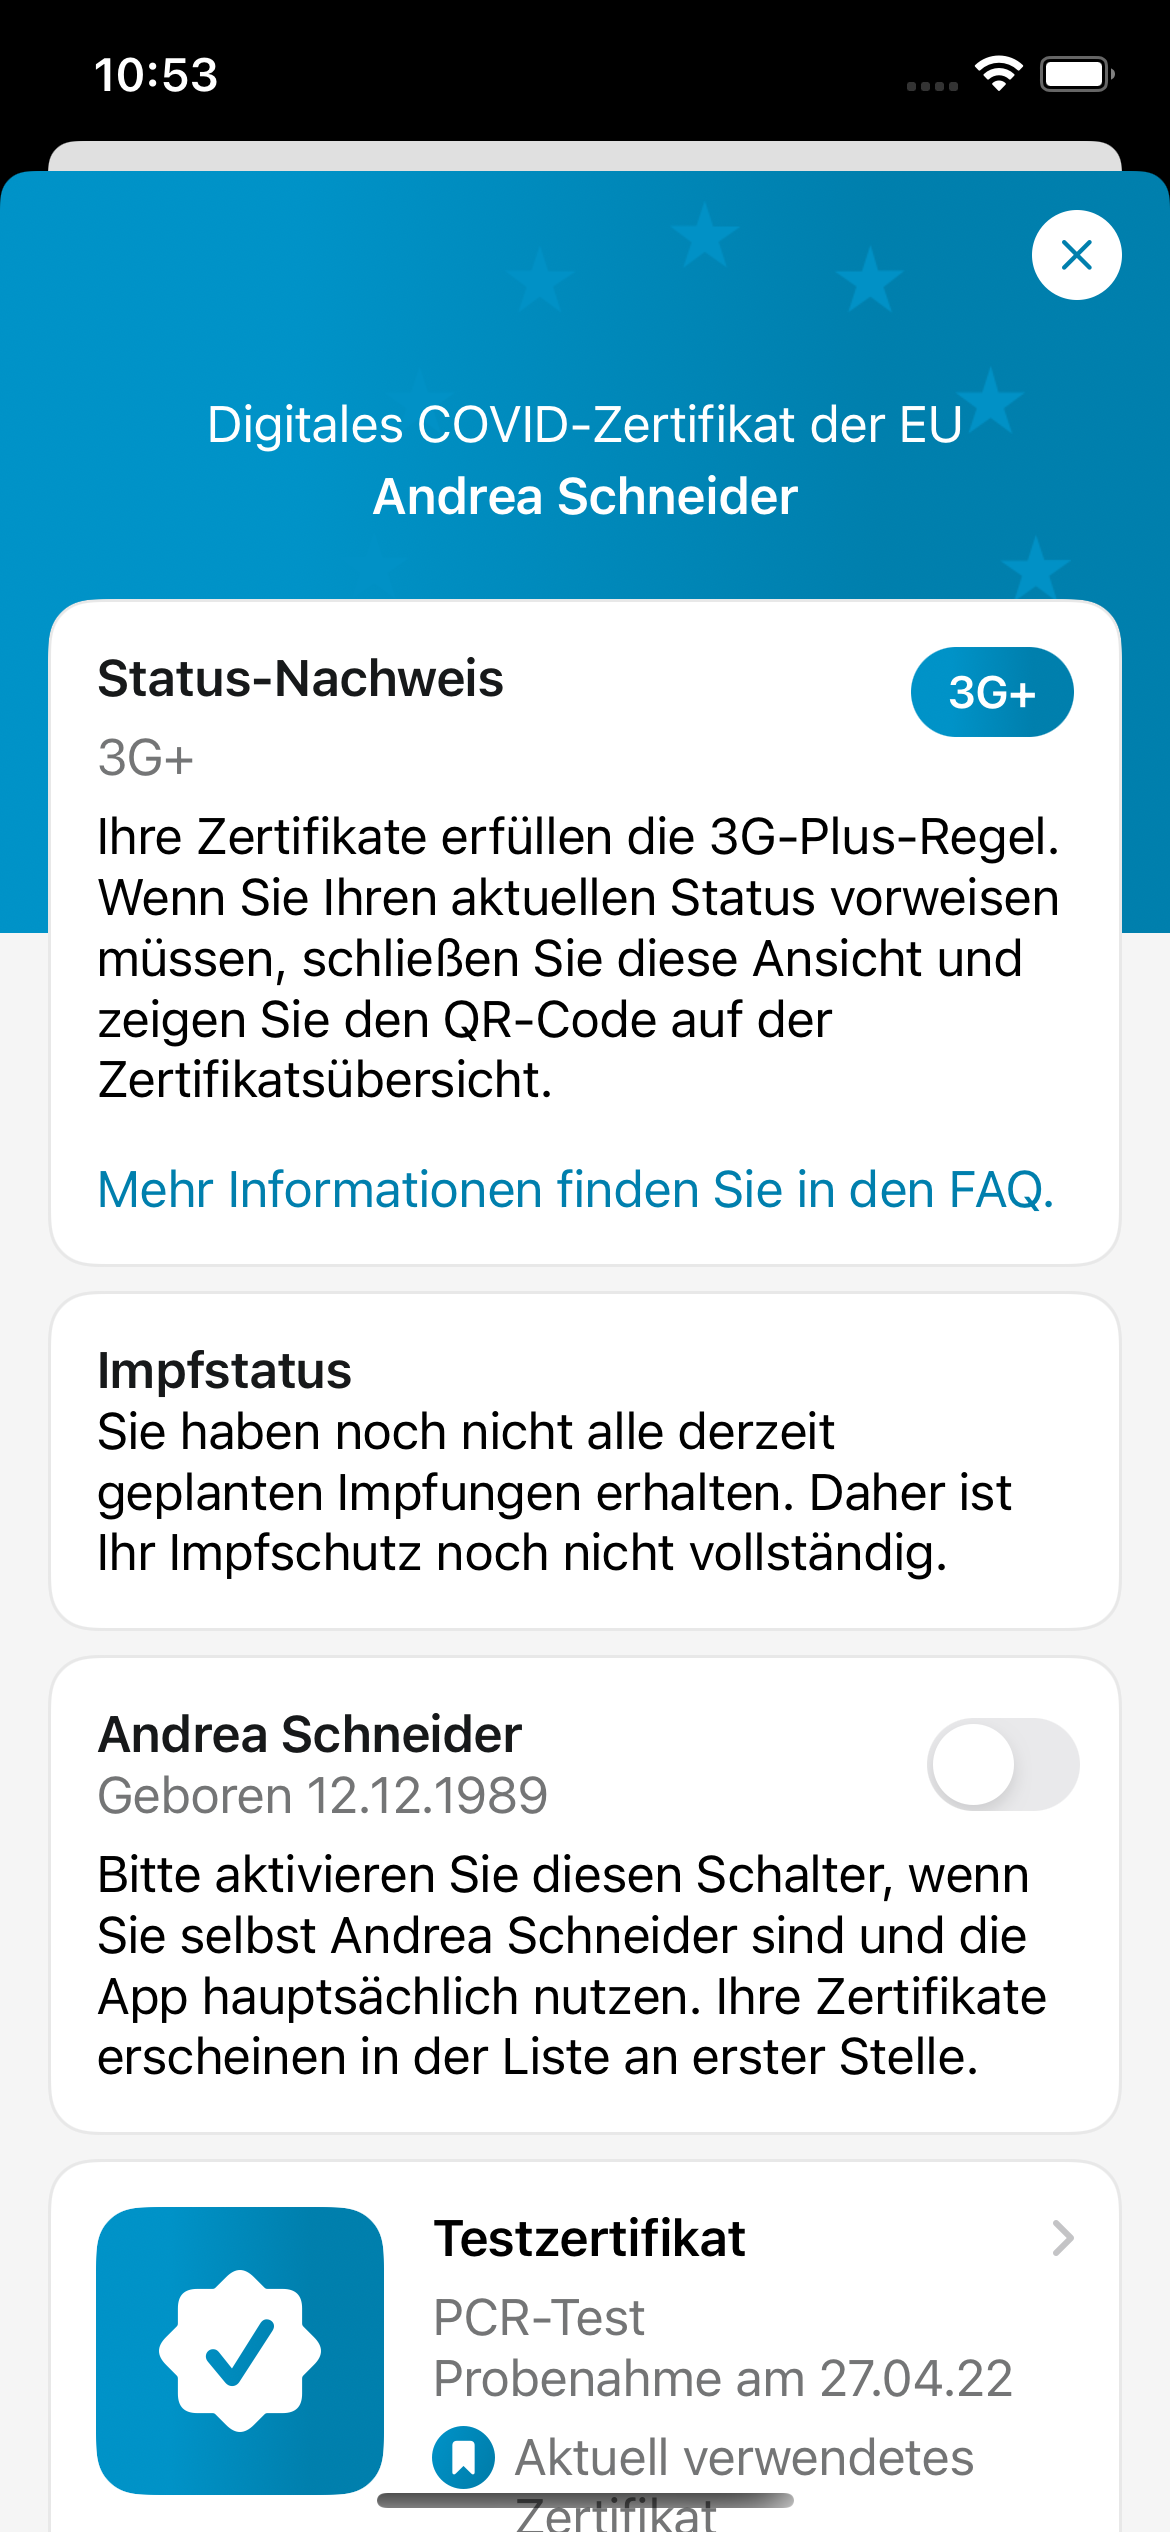 10:53
Digitales COVID-Zertifikat der EU
Andrea Schneider
Status-Nachweis
3G+
3G+
Ihre Zertifikate erfüllen die 3G-Plus-Regel.
Wenn Sie Ihren aktuellen Status vorweisen
müssen, schließen Sie diese Ansicht und
zeigen Sie den QR-Code auf der
Zertifikatsübersicht.
Mehr Informationen finden Sie in den FAQ.
Impfstatus
Sie haben noch nicht alle derzeit
geplanten Impfungen erhalten. Daher ist
Ihr Impfschutz noch nicht vollständig.
Andrea Schneider
Geboren 12.12.1989
Bitte aktivieren Sie diesen Schalter, wenn
Sie selbst Andrea Schneider sind und die
App hauptsächlich nutzen. Ihre Zertifikate
erscheinen in der Liste an erster Stelle.
Testzertifikat
PCR-Test
Probenahme am 27.04.22
Aktuell verwendetes
Zertifikat